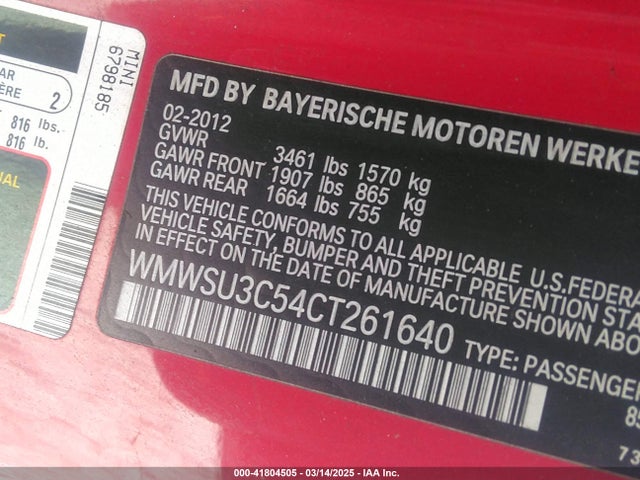 AR
ÈRE 2
816 lbs.
816 lb.
MINI
6798185
MFD BY BAYERISCHE MOTOREN WERKE
02-2012
GVWR 3461 lbs 1570 kg
GAWR FRONT 1907 lbs 865 kg
GAWR REAR 1664 lbs 755 kg
THIS VEHICLE CONFORMS TO ALL APPLICABLE U.S.FEDER
VEHICLE SAFETY, BUMPER AND THEFT PREVENTION STA
IN EFFECT ON THE DATE OF MANUFACTURE SHOWN ABO
WMWSU3C54CT261640
TYPE: PASSENGER
000-41804505 • 03/14/2025 • IAA Inc.